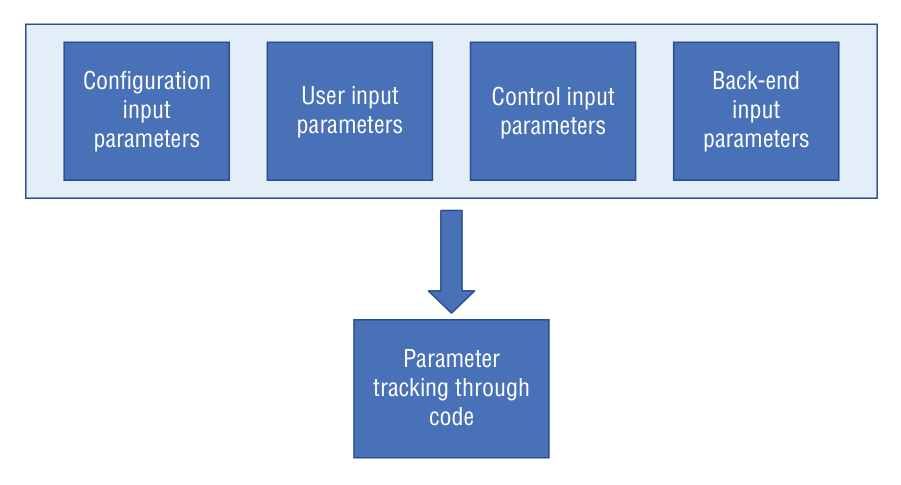 Configuration
input
parameters
User input
parameters
Control input
parameters
Back-end
input
parameters
Parameter
tracking through
code